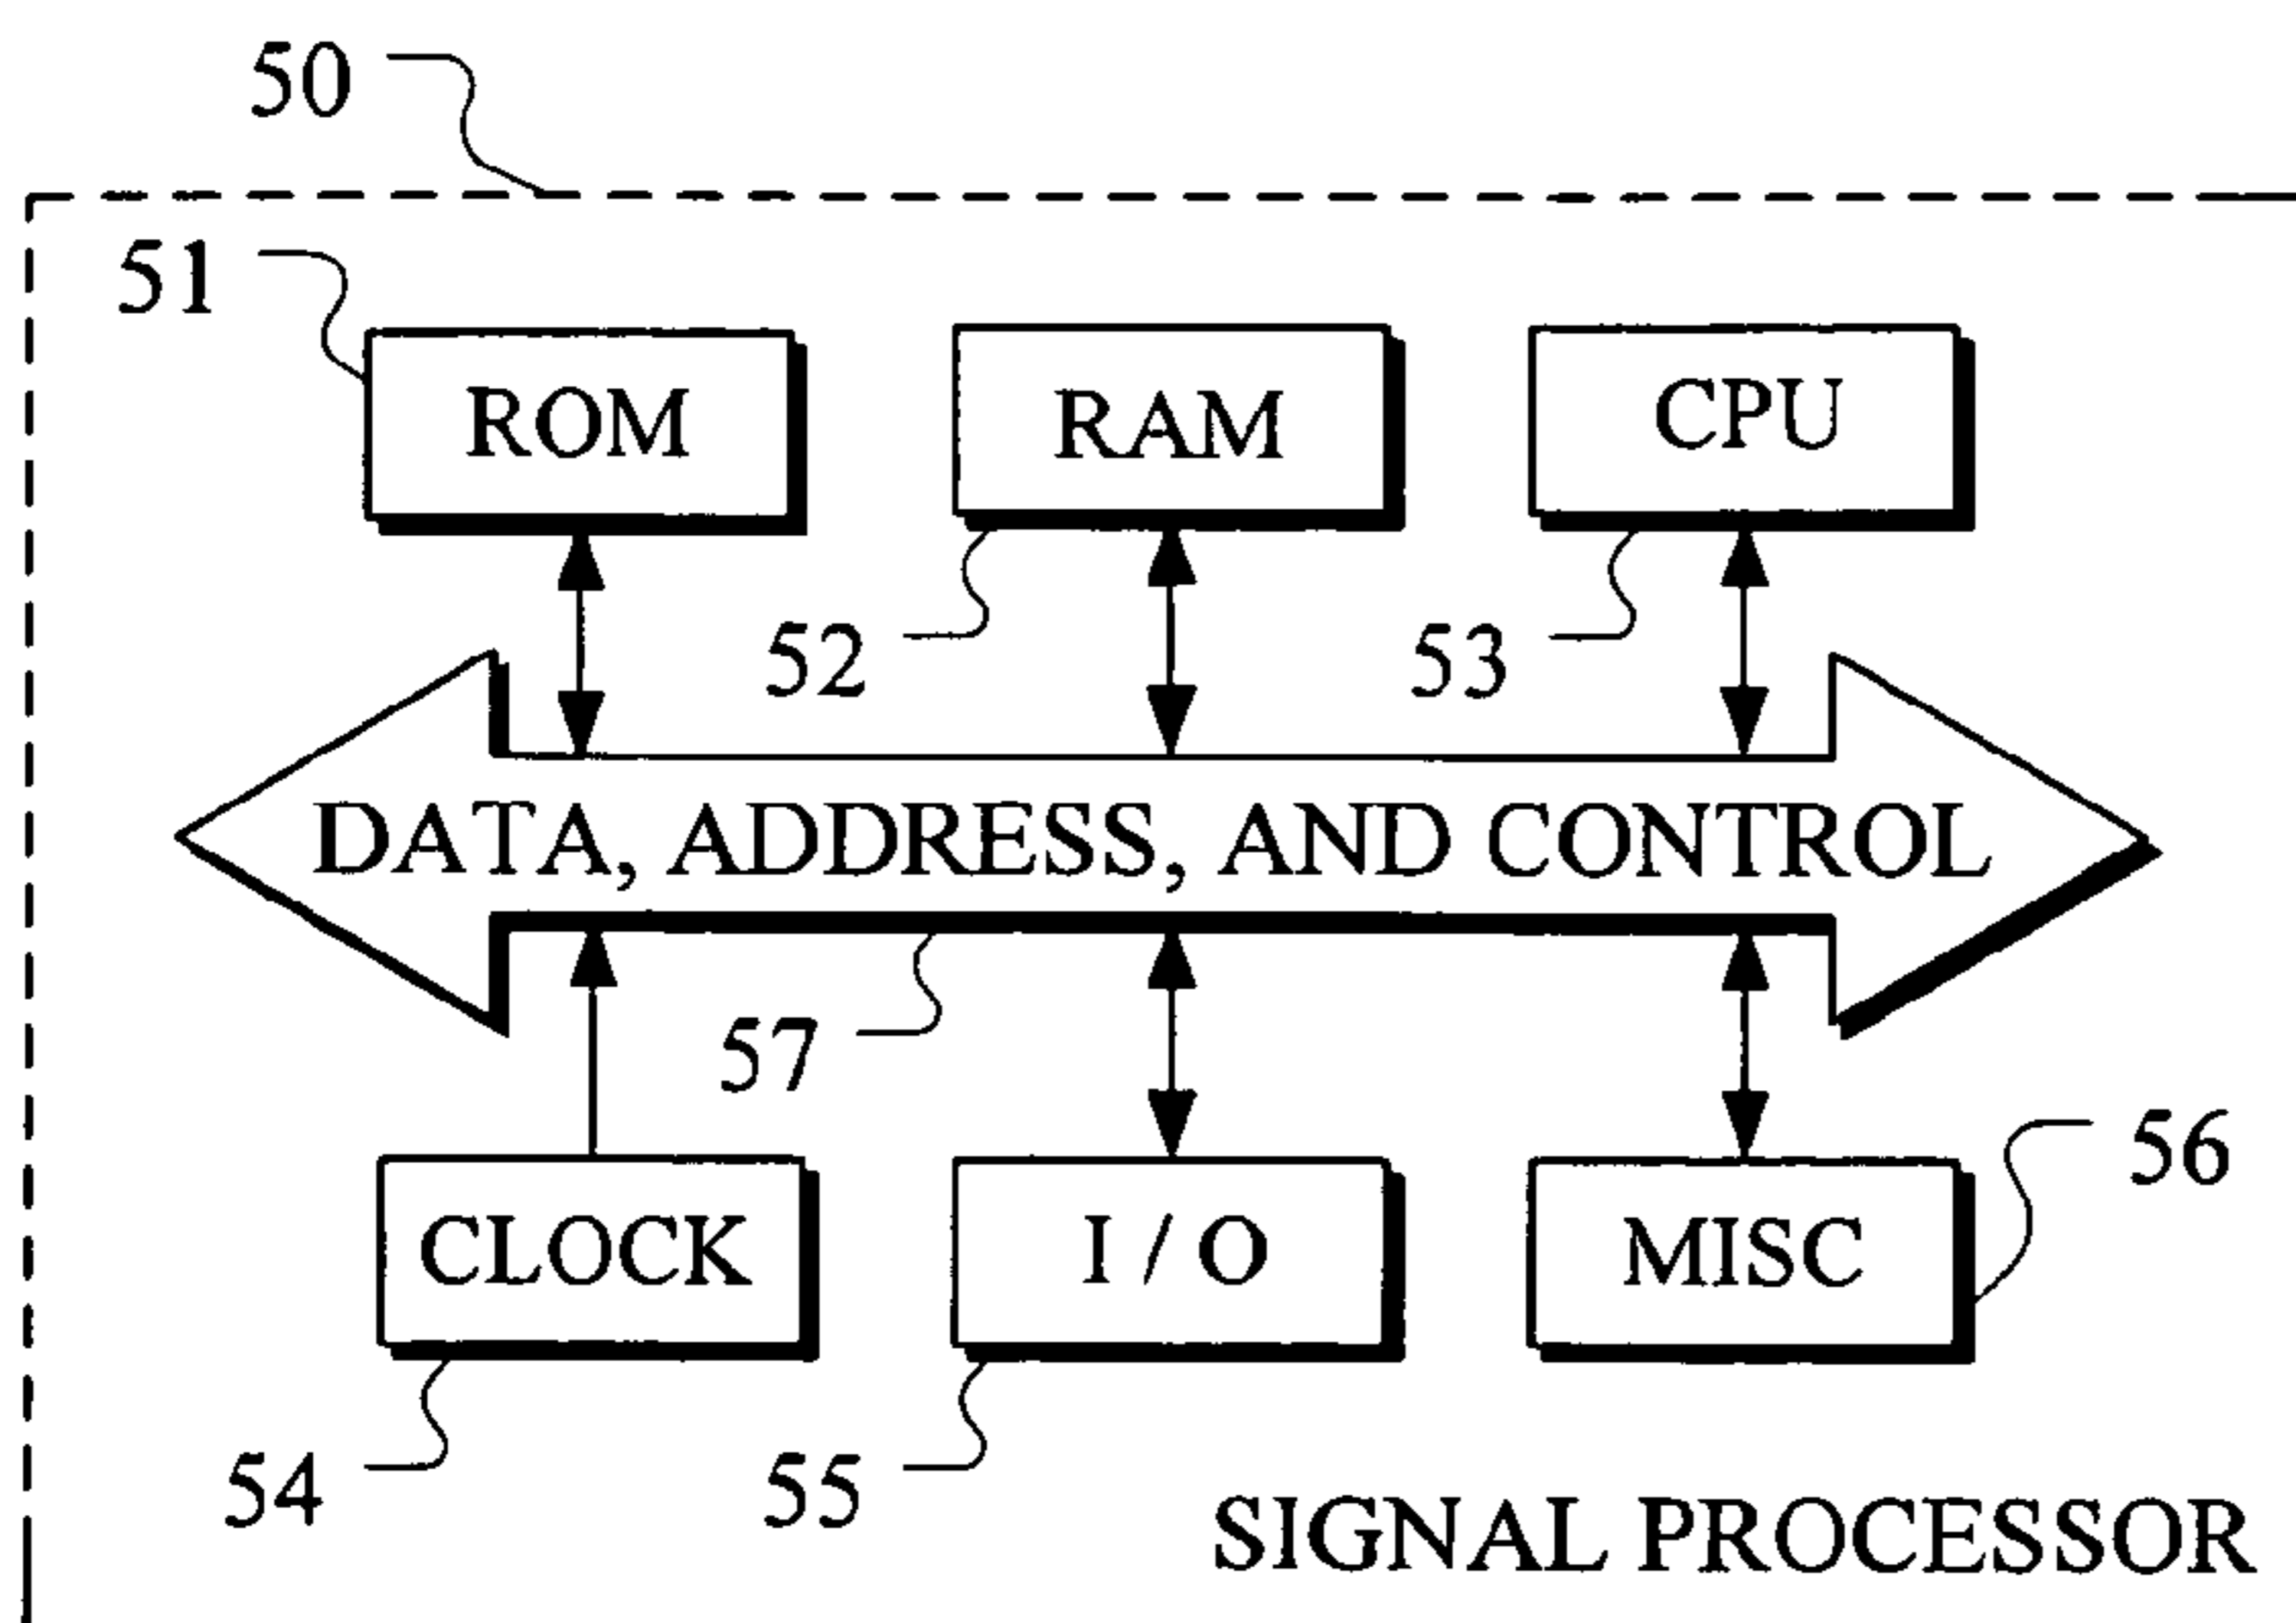 50
51
ROM
RAM
CPU
52
53
DATA, ADDRESS, AND CONTROL
57
56
CLOCK
I / O
MISC
54
55
SIGNAL PROCESSOR